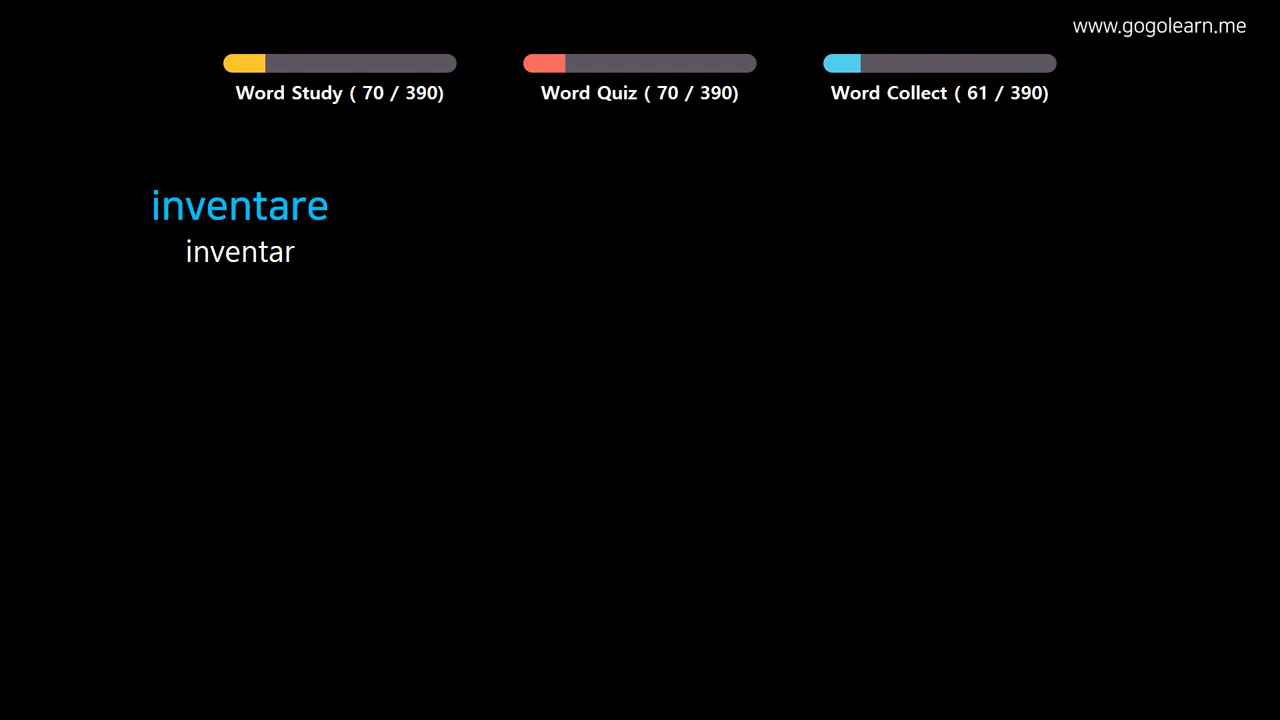 www.gogolearn.me
Word Study ( 70 / 390)
Word Quiz ( 70 / 390)
Word Collect ( 61 / 390)
inventare
inventar